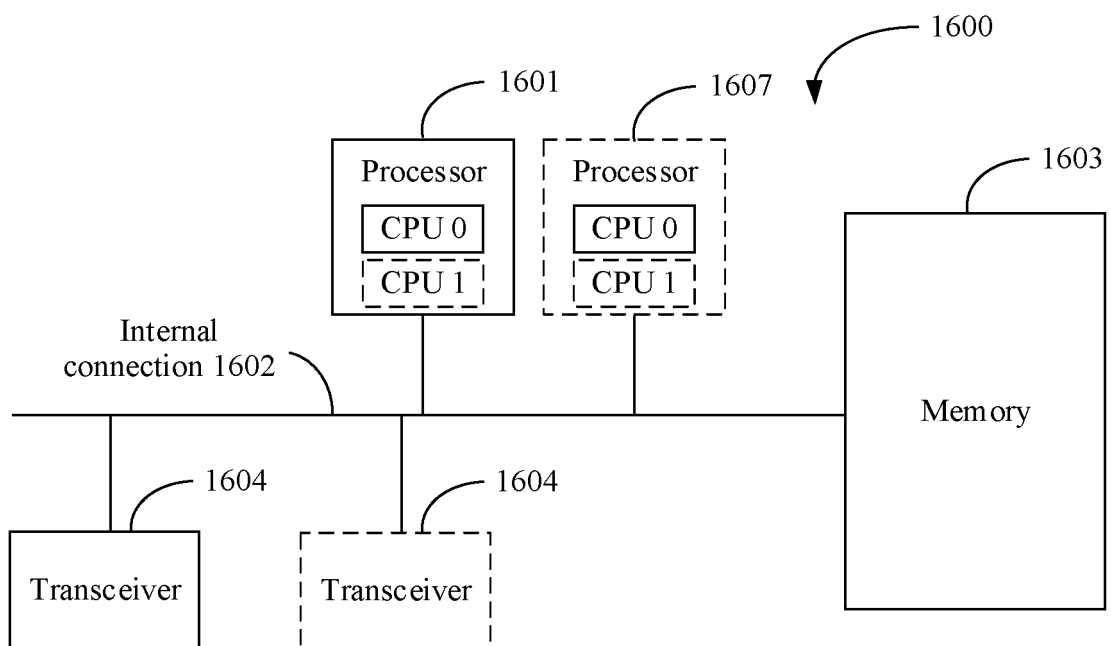 1600
1601
1607
1603
Processor
CPU 0
CPU 1
Processor
CPU 0
CPU 1
Internal
connection 1602
Memory
1604
1604
Transceiver
Transceiver